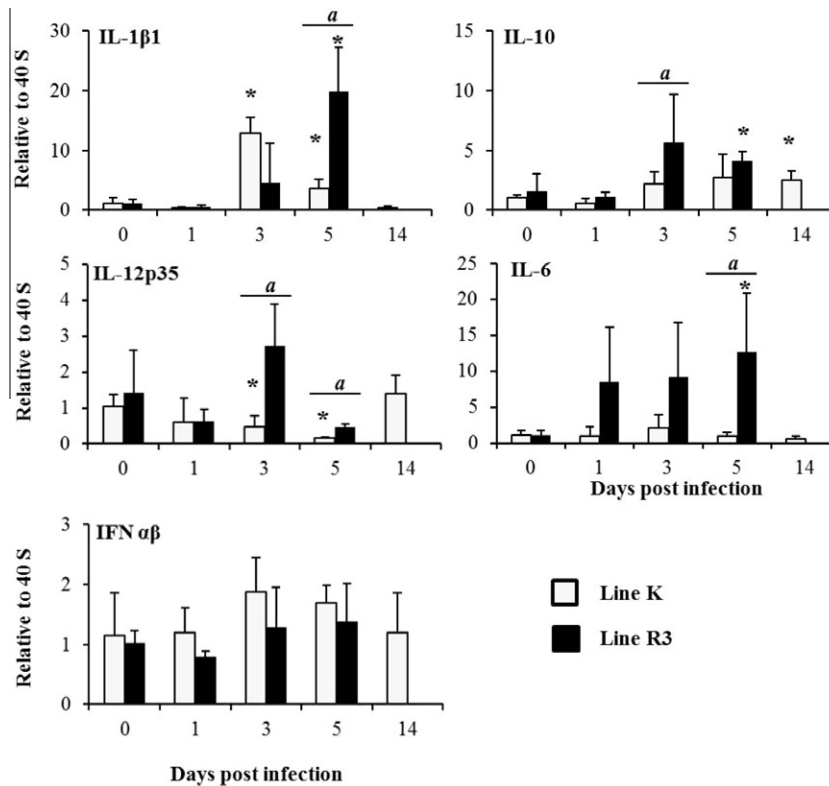 IL-1β1
Relative to 40 S
30
20
10
0
a
*
*
*
0 1 3 5 14
IL-10
15
10
5
0
a
*
*
0 1 3 5 14
IL-12p35
Relative to 40 S
5
4
3
2
1
0
a
a
*
*
0 1 3 5 14
IL-6
25
20
15
10
5
0
a
*
0 1 3 5 14
Days post infection
IFN αβ
Relative to 40 S
3
2
1
0
0 1 3 5 14
Days post infection
Line K
Line R3